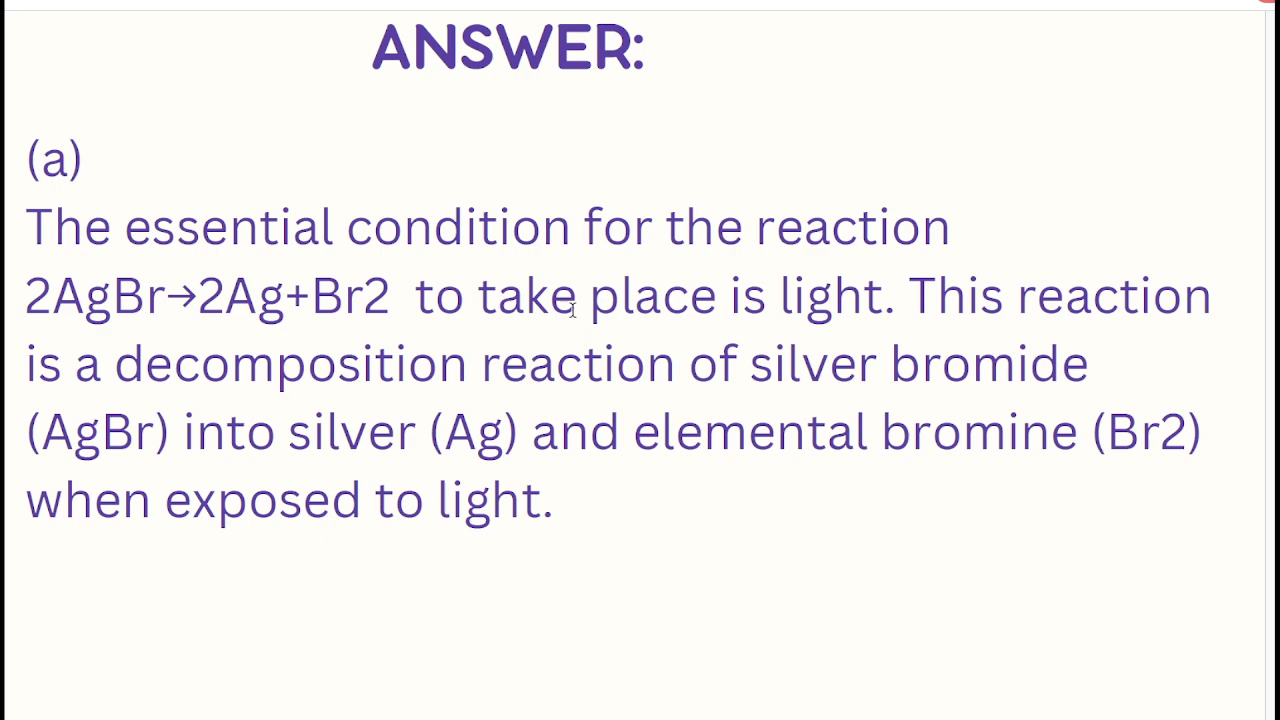 ANSWER:
(a)
The essential condition for the reaction
2AgBr→2Ag+Br2 to take place is light. This reaction
is a decomposition reaction of silver bromide
(AgBr) into silver (Ag) and elemental bromine (Br2)
when exposed to light.